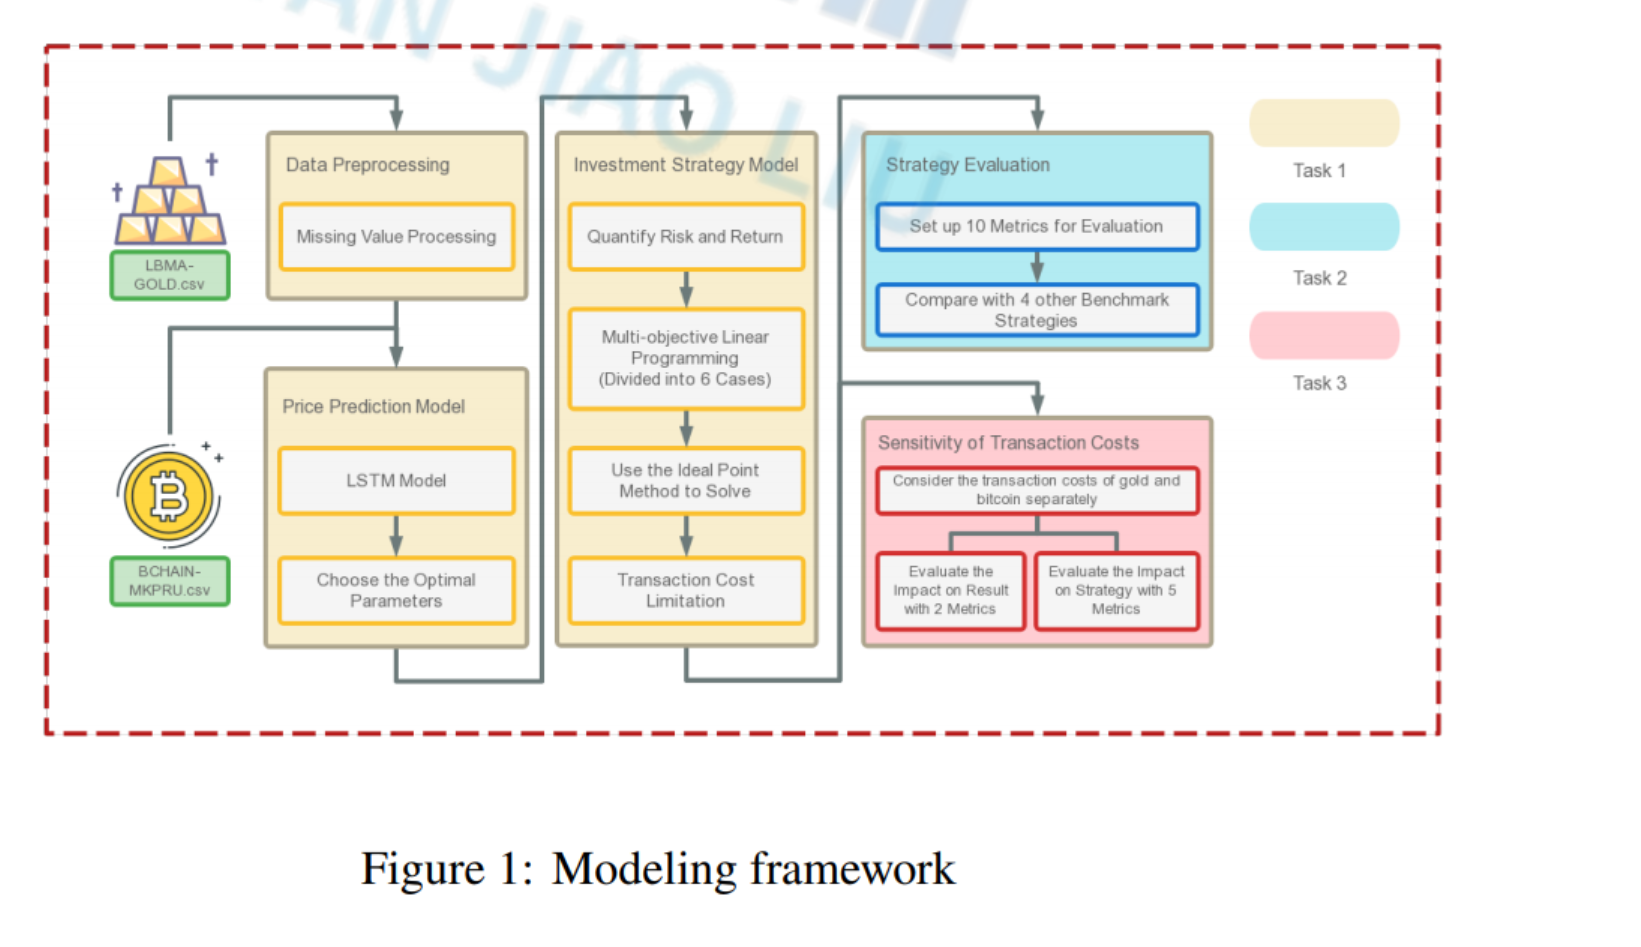 AN JIAO LIU
LBMA-
GOLD.csv
BCHAIN-
MKPRU.csv
Data Preprocessing
Missing Value Processing
Price Prediction Model
LSTM Model
Choose the Optimal
Parameters
Investment Strategy Model
Quantify Risk and Return
Multi-objective Linear
Programming
(Divided into 6 Cases)
Use the Ideal Point
Method to Solve
Transaction Cost
Limitation
Strategy Evaluation
Set up 10 Metrics for Evaluation
Compare with 4 other Benchmark
Strategies
Sensitivity of Transaction Costs
Consider the transaction costs of gold and
bitcoin separately
Evaluate the
Impact on Result
with 2 Metrics
Evaluate the Impact
on Strategy with 5
Metrics
Task 1
Task 2
Task 3
Figure 1: Modeling framework